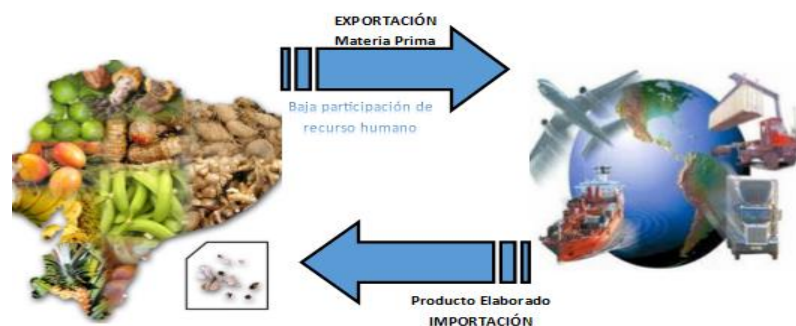 EXPORTACIÓN
Materia Prima
Baja participación de
recurso humano
Producto Elaborado
IMPORTACIÓN